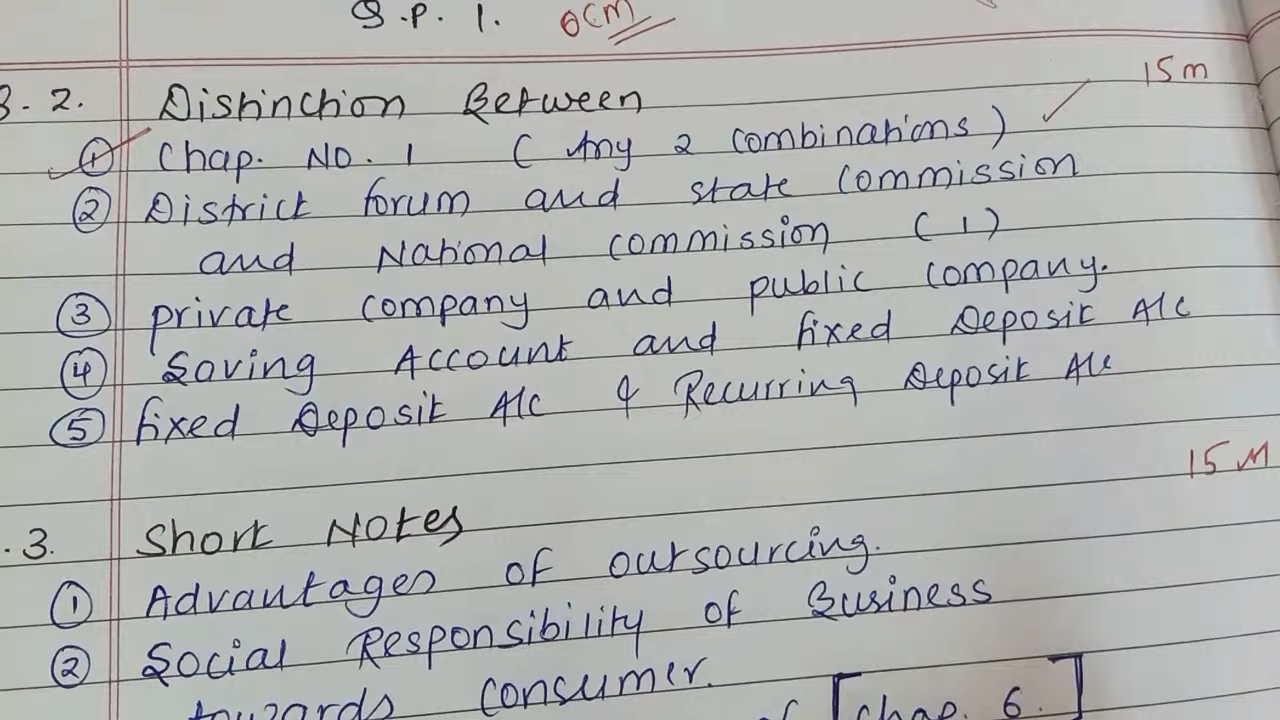 S.P. 1. OCM
15m
3.2. Distinction Between
① Chap. No. 1 (Any 2 combinations)
② District forum and state commission
and National commission (1)
③ private company and public company.
④ Saving Account and fixed Deposit A/c
⑤ fixed Deposit A/c & Recurring Deposit A/c
15M
.3. Short Notes
① Advantages of outsourcing.
② Social Responsibility of Business
towards consumer.
[chap. 6.]